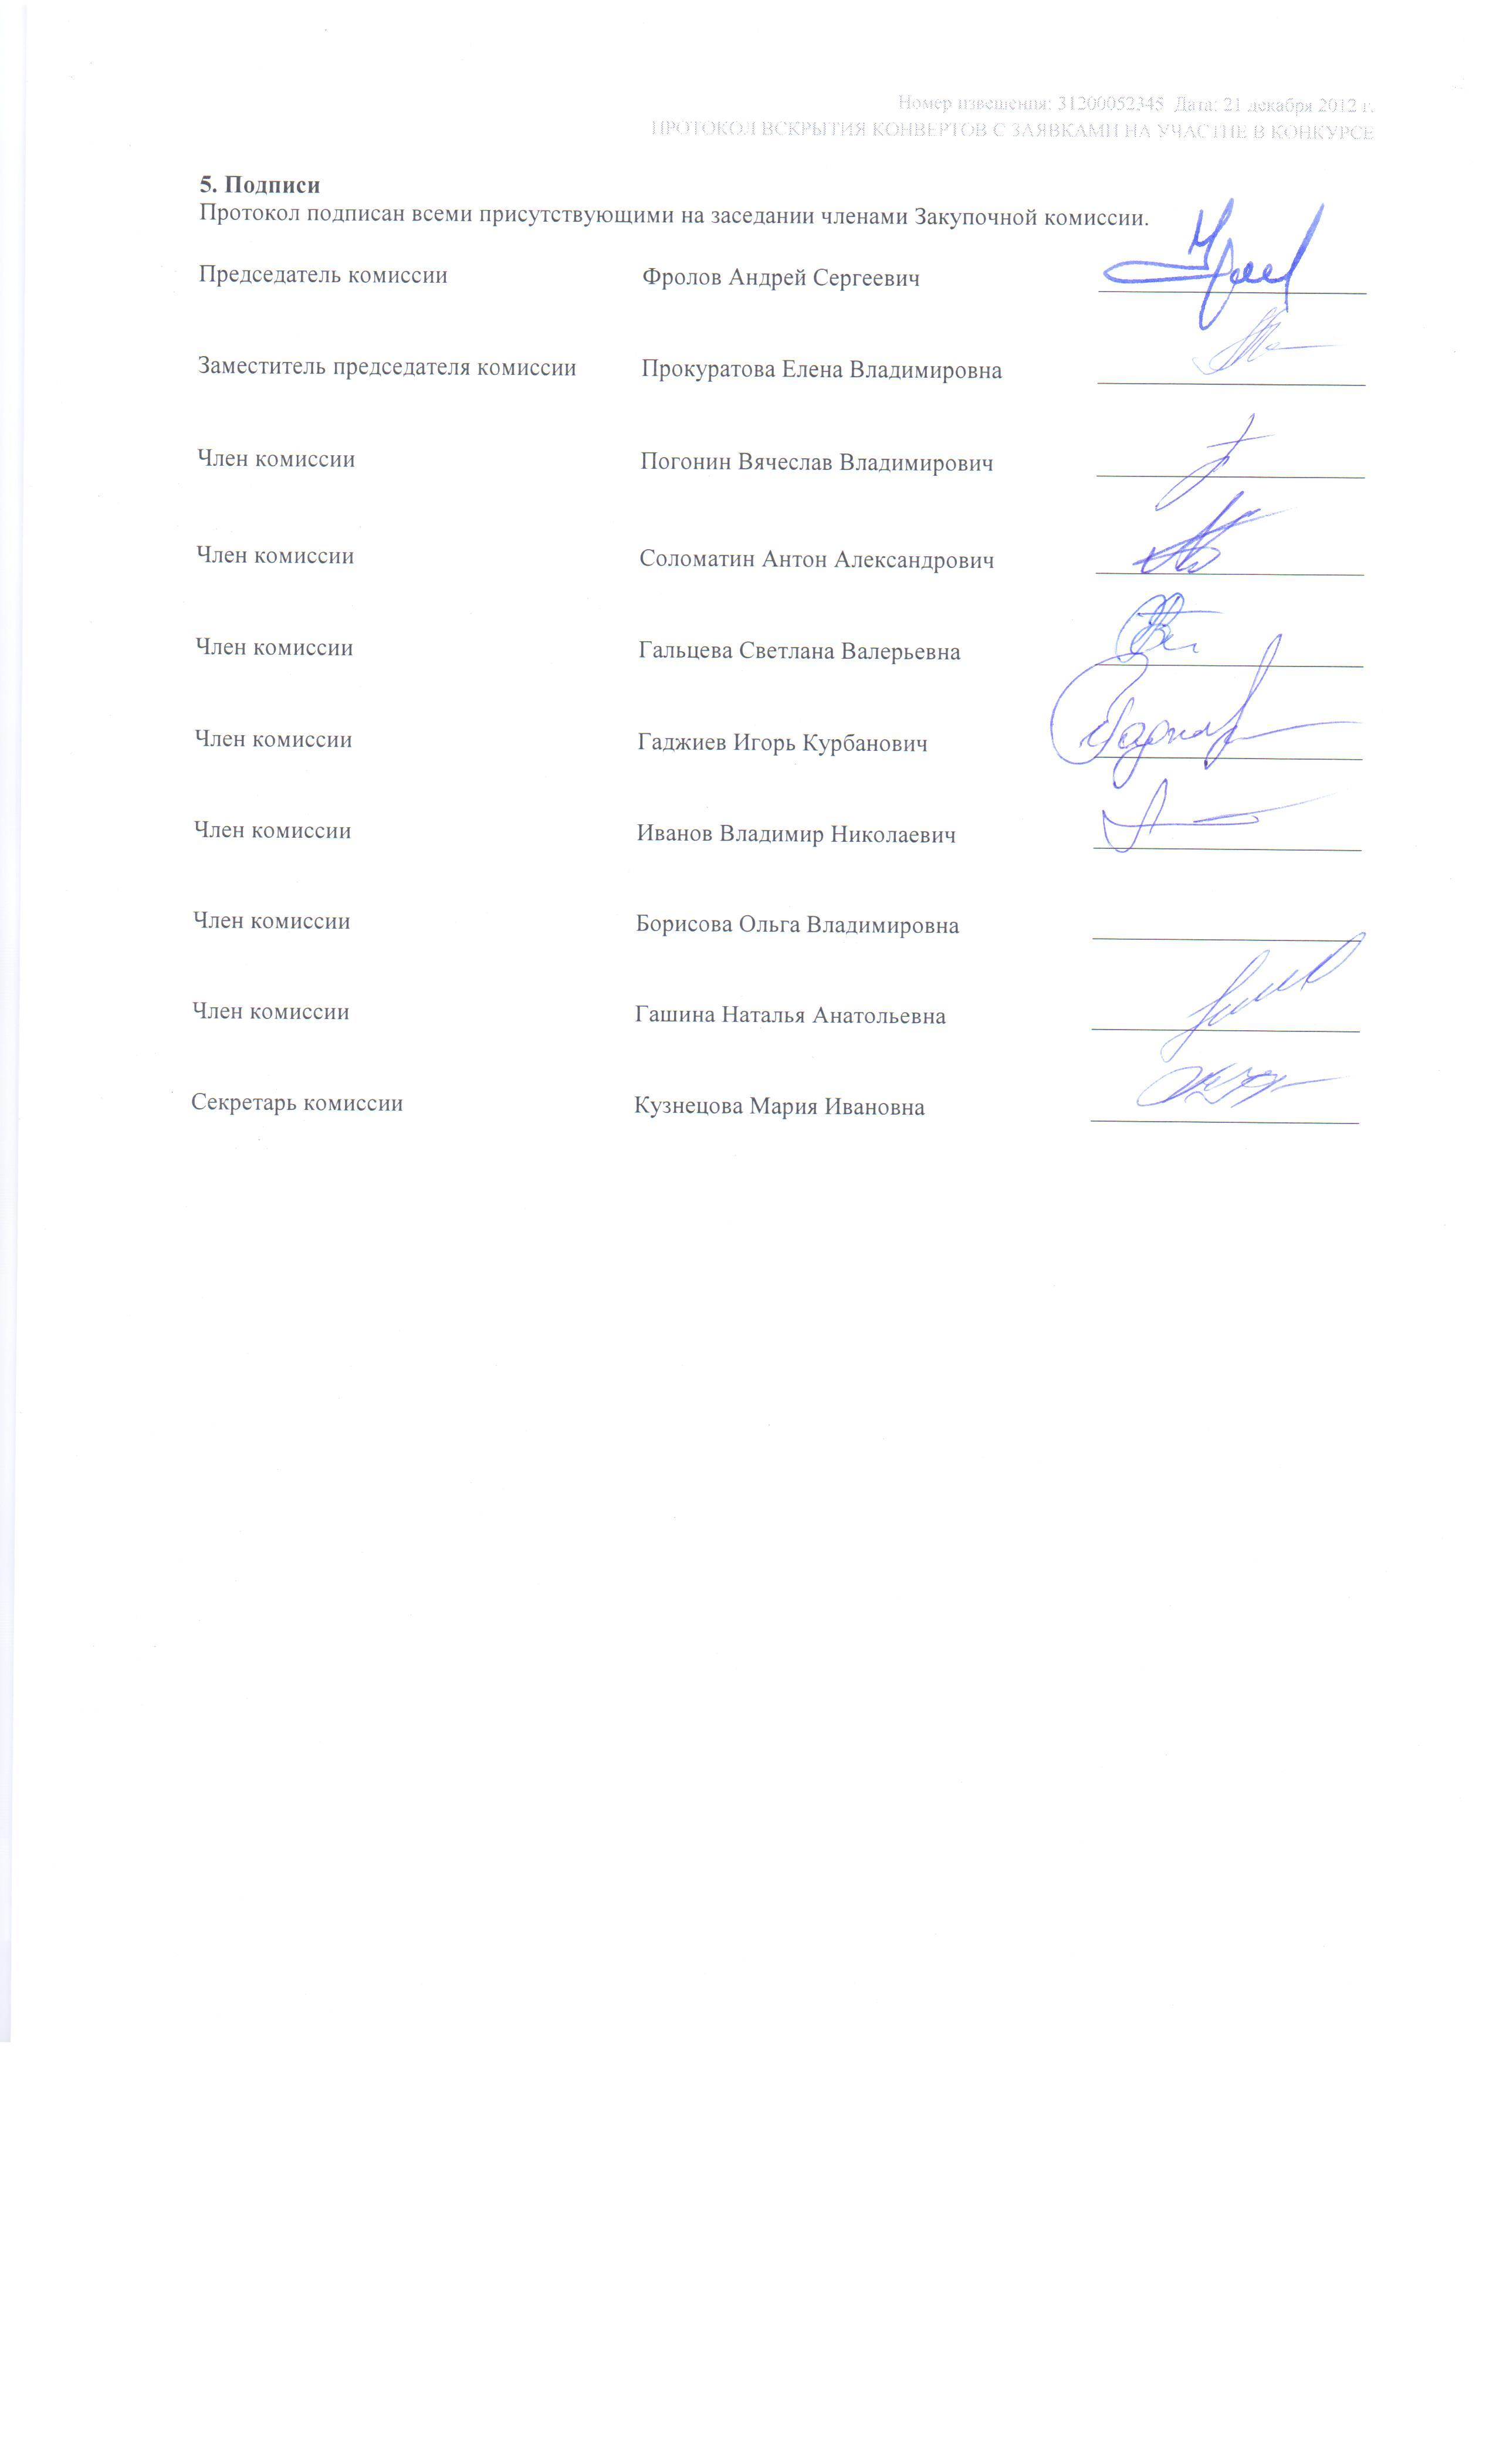 Номер извещения: 31200052345 Дата: 21 декабря 2012 г.
ПРОТОКОЛ ВСКРЫТИЯ КОНВЕРТОВ С ЗАЯВКАМИ НА УЧАСТИЕ В КОНКУРСЕ
5. Подписи
Протокол подписан всеми присутствующими на заседании членами Закупочной комиссии.
Председатель комиссии Фролов Андрей Сергеевич
Заместитель председателя комиссии Прокуратова Елена Владимировна
Член комиссии Погонин Вячеслав Владимирович
Член комиссии Соломатин Антон Александрович
Член комиссии Гальцева Светлана Валерьевна
Член комиссии Гаджиев Игорь Курбанович
Член комиссии Иванов Владимир Николаевич
Член комиссии Борисова Ольга Владимировна
Член комиссии Гашина Наталья Анатольевна
Секретарь комиссии Кузнецова Мария Ивановна